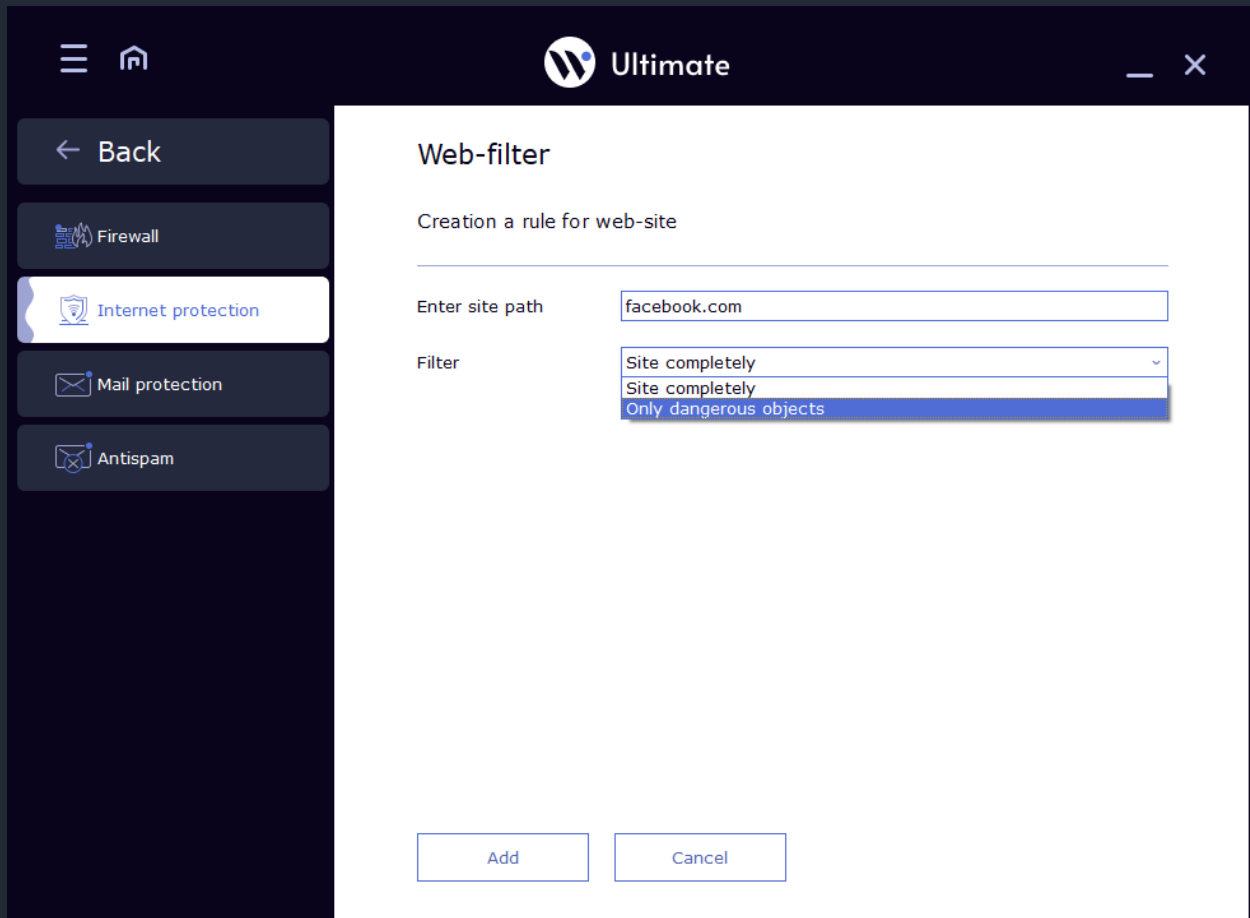 Ultimate
Back
Firewall
Internet protection
Mail protection
Antispam
Web-filter
Creation a rule for web-site
Enter site path
facebook.com
Filter
Site completely
Site completely
Only dangerous objects
Add
Cancel